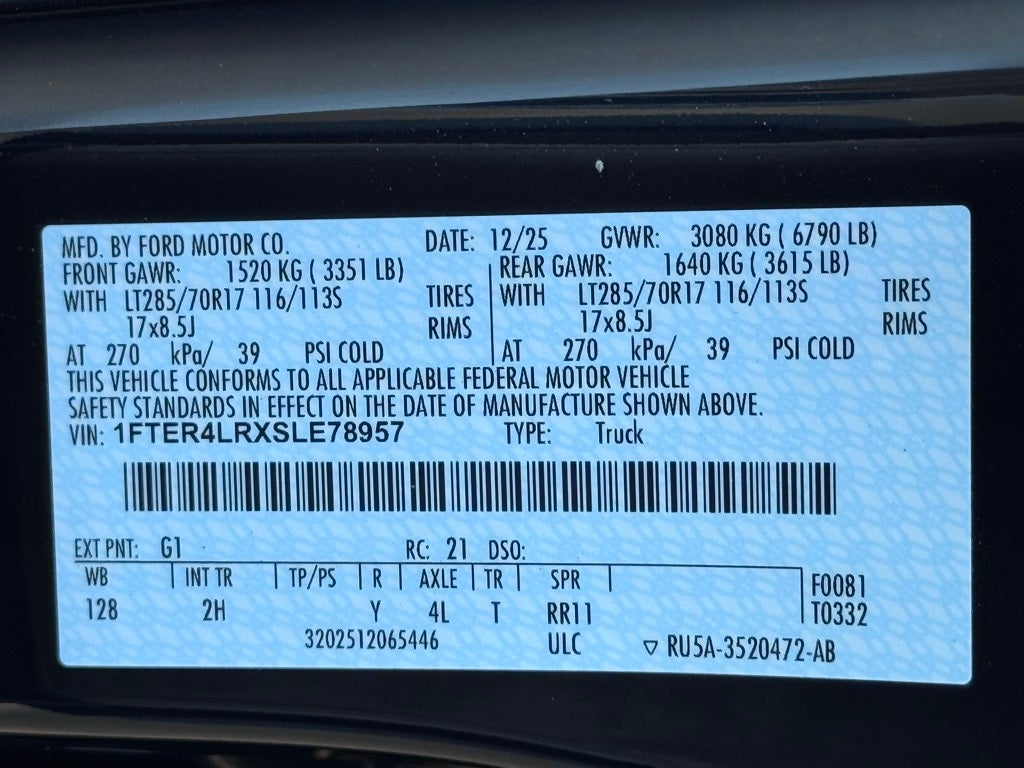 MFD. BY FORD MOTOR CO. DATE: 12/25 GVWR: 3080 KG ( 6790 LB)
FRONT GAWR: 1520 KG ( 3351 LB) REAR GAWR: 1640 KG ( 3615 LB)
WITH LT285/70R17 116/113S TIRES WITH LT285/70R17 116/113S TIRES
17x8.5J RIMS 17x8.5J RIMS
AT 270 kPa/ 39 PSI COLD AT 270 kPa/ 39 PSI COLD
THIS VEHICLE CONFORMS TO ALL APPLICABLE FEDERAL MOTOR VEHICLE
SAFETY STANDARDS IN EFFECT ON THE DATE OF MANUFACTURE SHOWN ABOVE.
VIN: 1FTER4LRXSLE78957 TYPE: Truck
EXT PNT: G1 RC: 21 DSO:
WB INT TR TP/PS R AXLE TR SPR F0081
128 2H Y 4L T RR11 T0332
3202512065446 ULC ▽ RU5A-3520472-AB